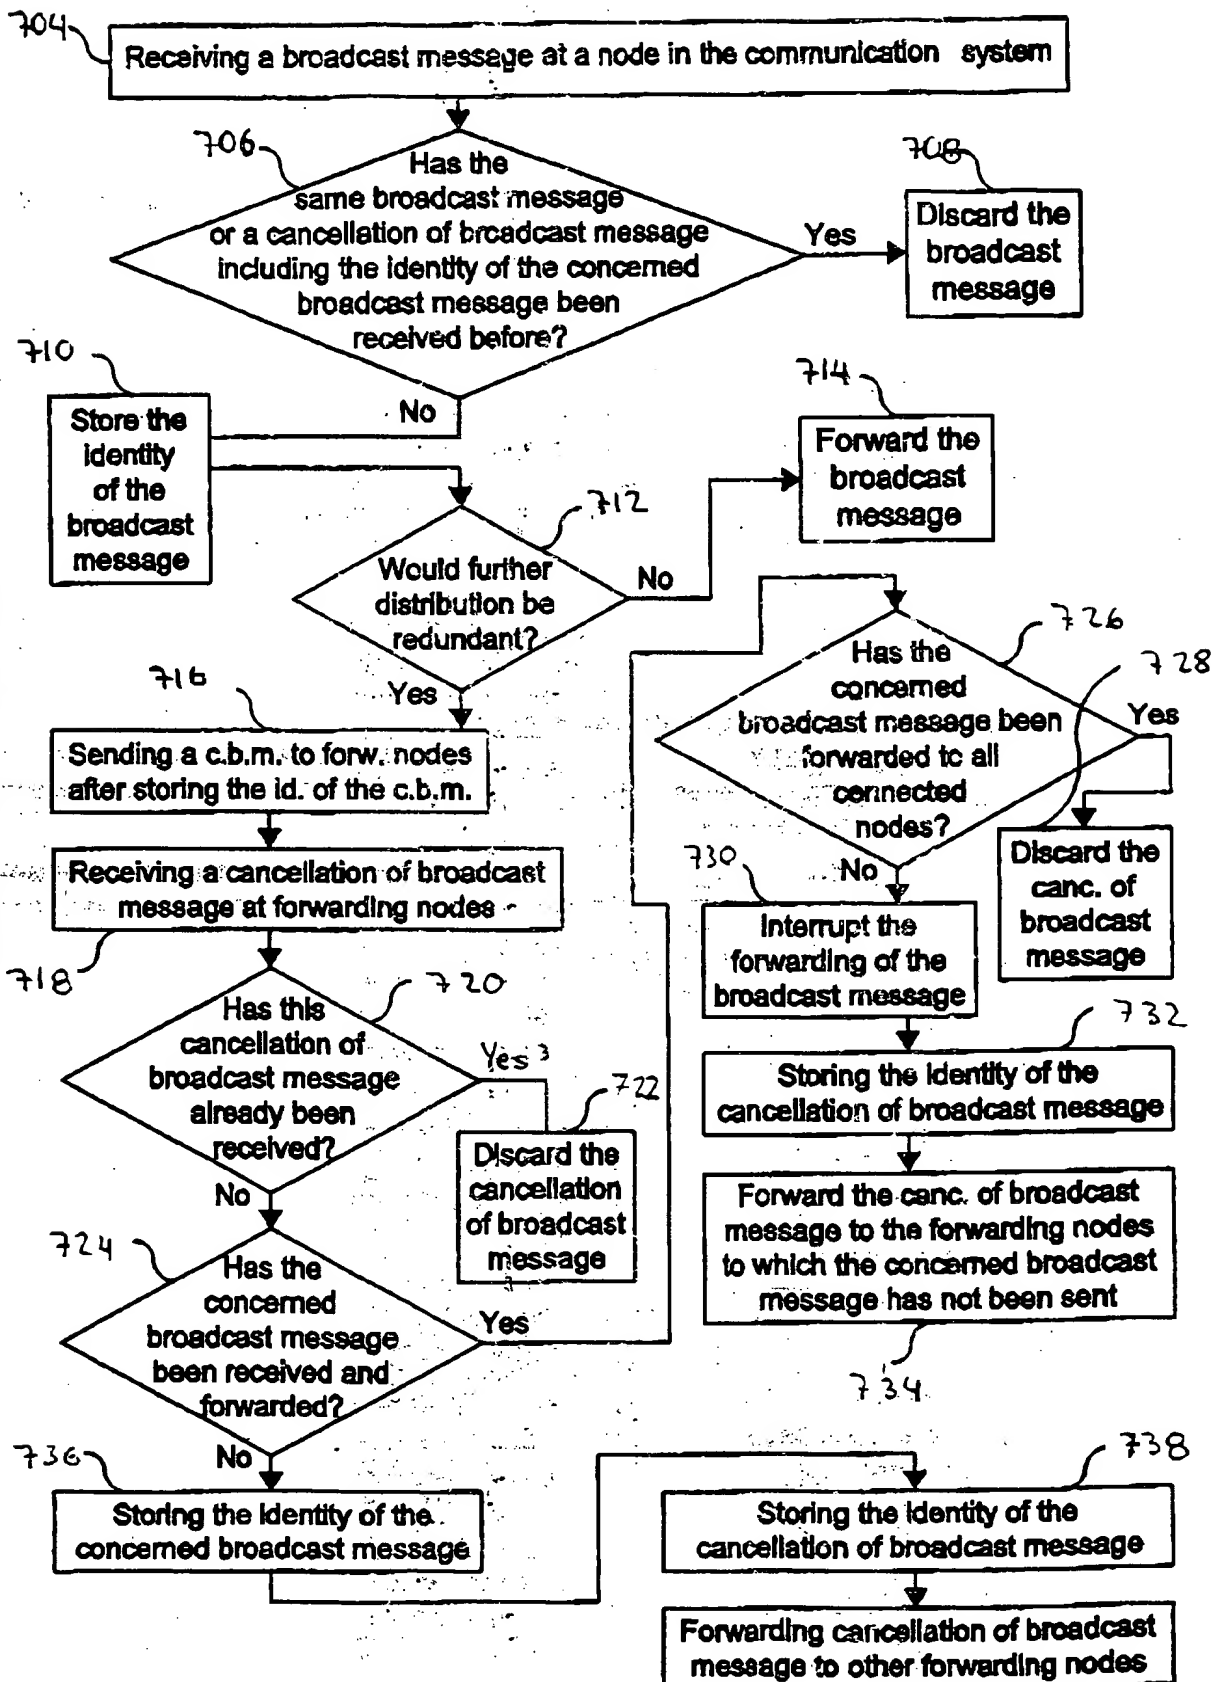 704
Receiving a broadcast message at a node in the communication system
706
Has the
same broadcast message
or a cancellation of broadcast message
including the identity of the concerned
broadcast message been
received before?
Yes
708
Discard the
broadcast
message
No
710
Store the
identity
of the
broadcast
message
714
Forward the
broadcast
message
712
Would further
distribution be
redundant?
No
Yes
716
Sending a c.b.m. to forw. nodes
after storing the id. of the c.b.m.
Receiving a cancellation of broadcast
message at forwarding nodes
718
720
Has this
cancellation of
broadcast message
already been
received?
Yes
722
Discard the
cancellation
of broadcast
message
No
724
Has the
concerned
broadcast message
been received and
forwarded?
Yes
No
726
Has the
concerned
broadcast message been
forwarded to all
connected
nodes?
Yes
728
Discard the
canc. of
broadcast
message
No
730
Interrupt the
forwarding of the
broadcast message
732
Storing the identity of the
cancellation of broadcast message
Forward the canc. of broadcast
message to the forwarding nodes
to which the concerned broadcast
message has not been sent
734
736
Storing the identity of the
concerned broadcast message
738
Storing the identity of the
cancellation of broadcast message
Forwarding cancellation of broadcast
message to other forwarding nodes